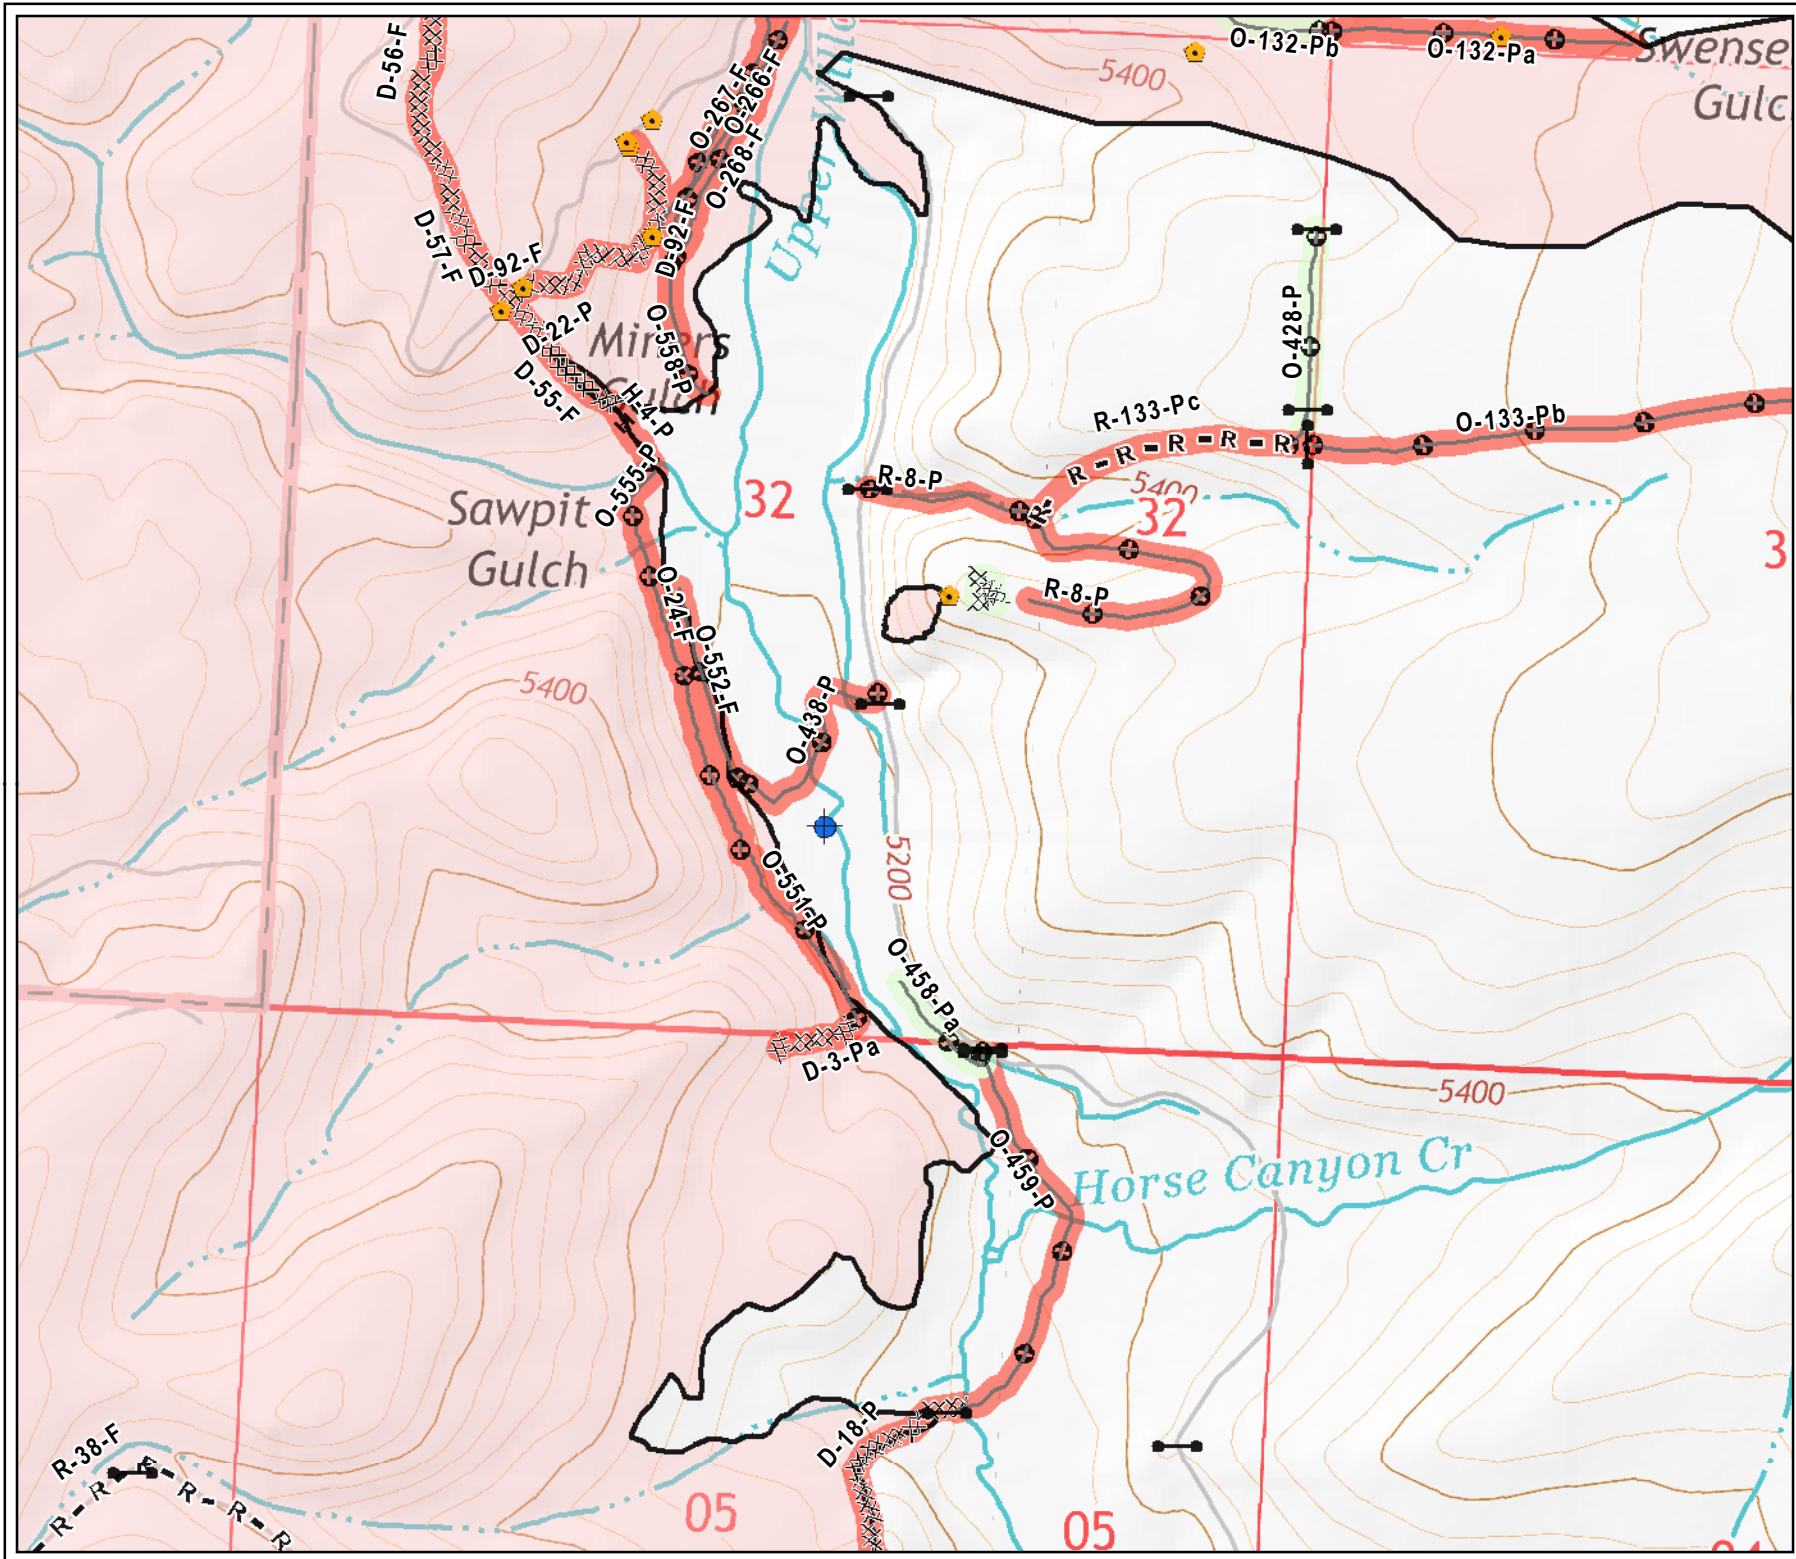 D-56-F
O-267-F
O-266-F
O-268-F
O-132-Pb
O-132-Pa
Swense
Gulc
5400
Upper
D-57-F
D-92-F
D-92-F
D-22-P
Miners
Gulch
O-558-P
D-55-F
H-4-P
O-428-P
R-133-Pc
O-133-Pb
R - R - R - R - R
R-8-P
5400
32
32
3
O-555-P
Sawpit
Gulch
O-24-F
R-8-P
O-552-F
5400
O-438-P
5200
O-551-P
O-458-Pa
D-3-Pa
5400
O-459-P
Horse Canyon Cr
D-18-P
R-38-F
R - R - R - R - R - R
05
05